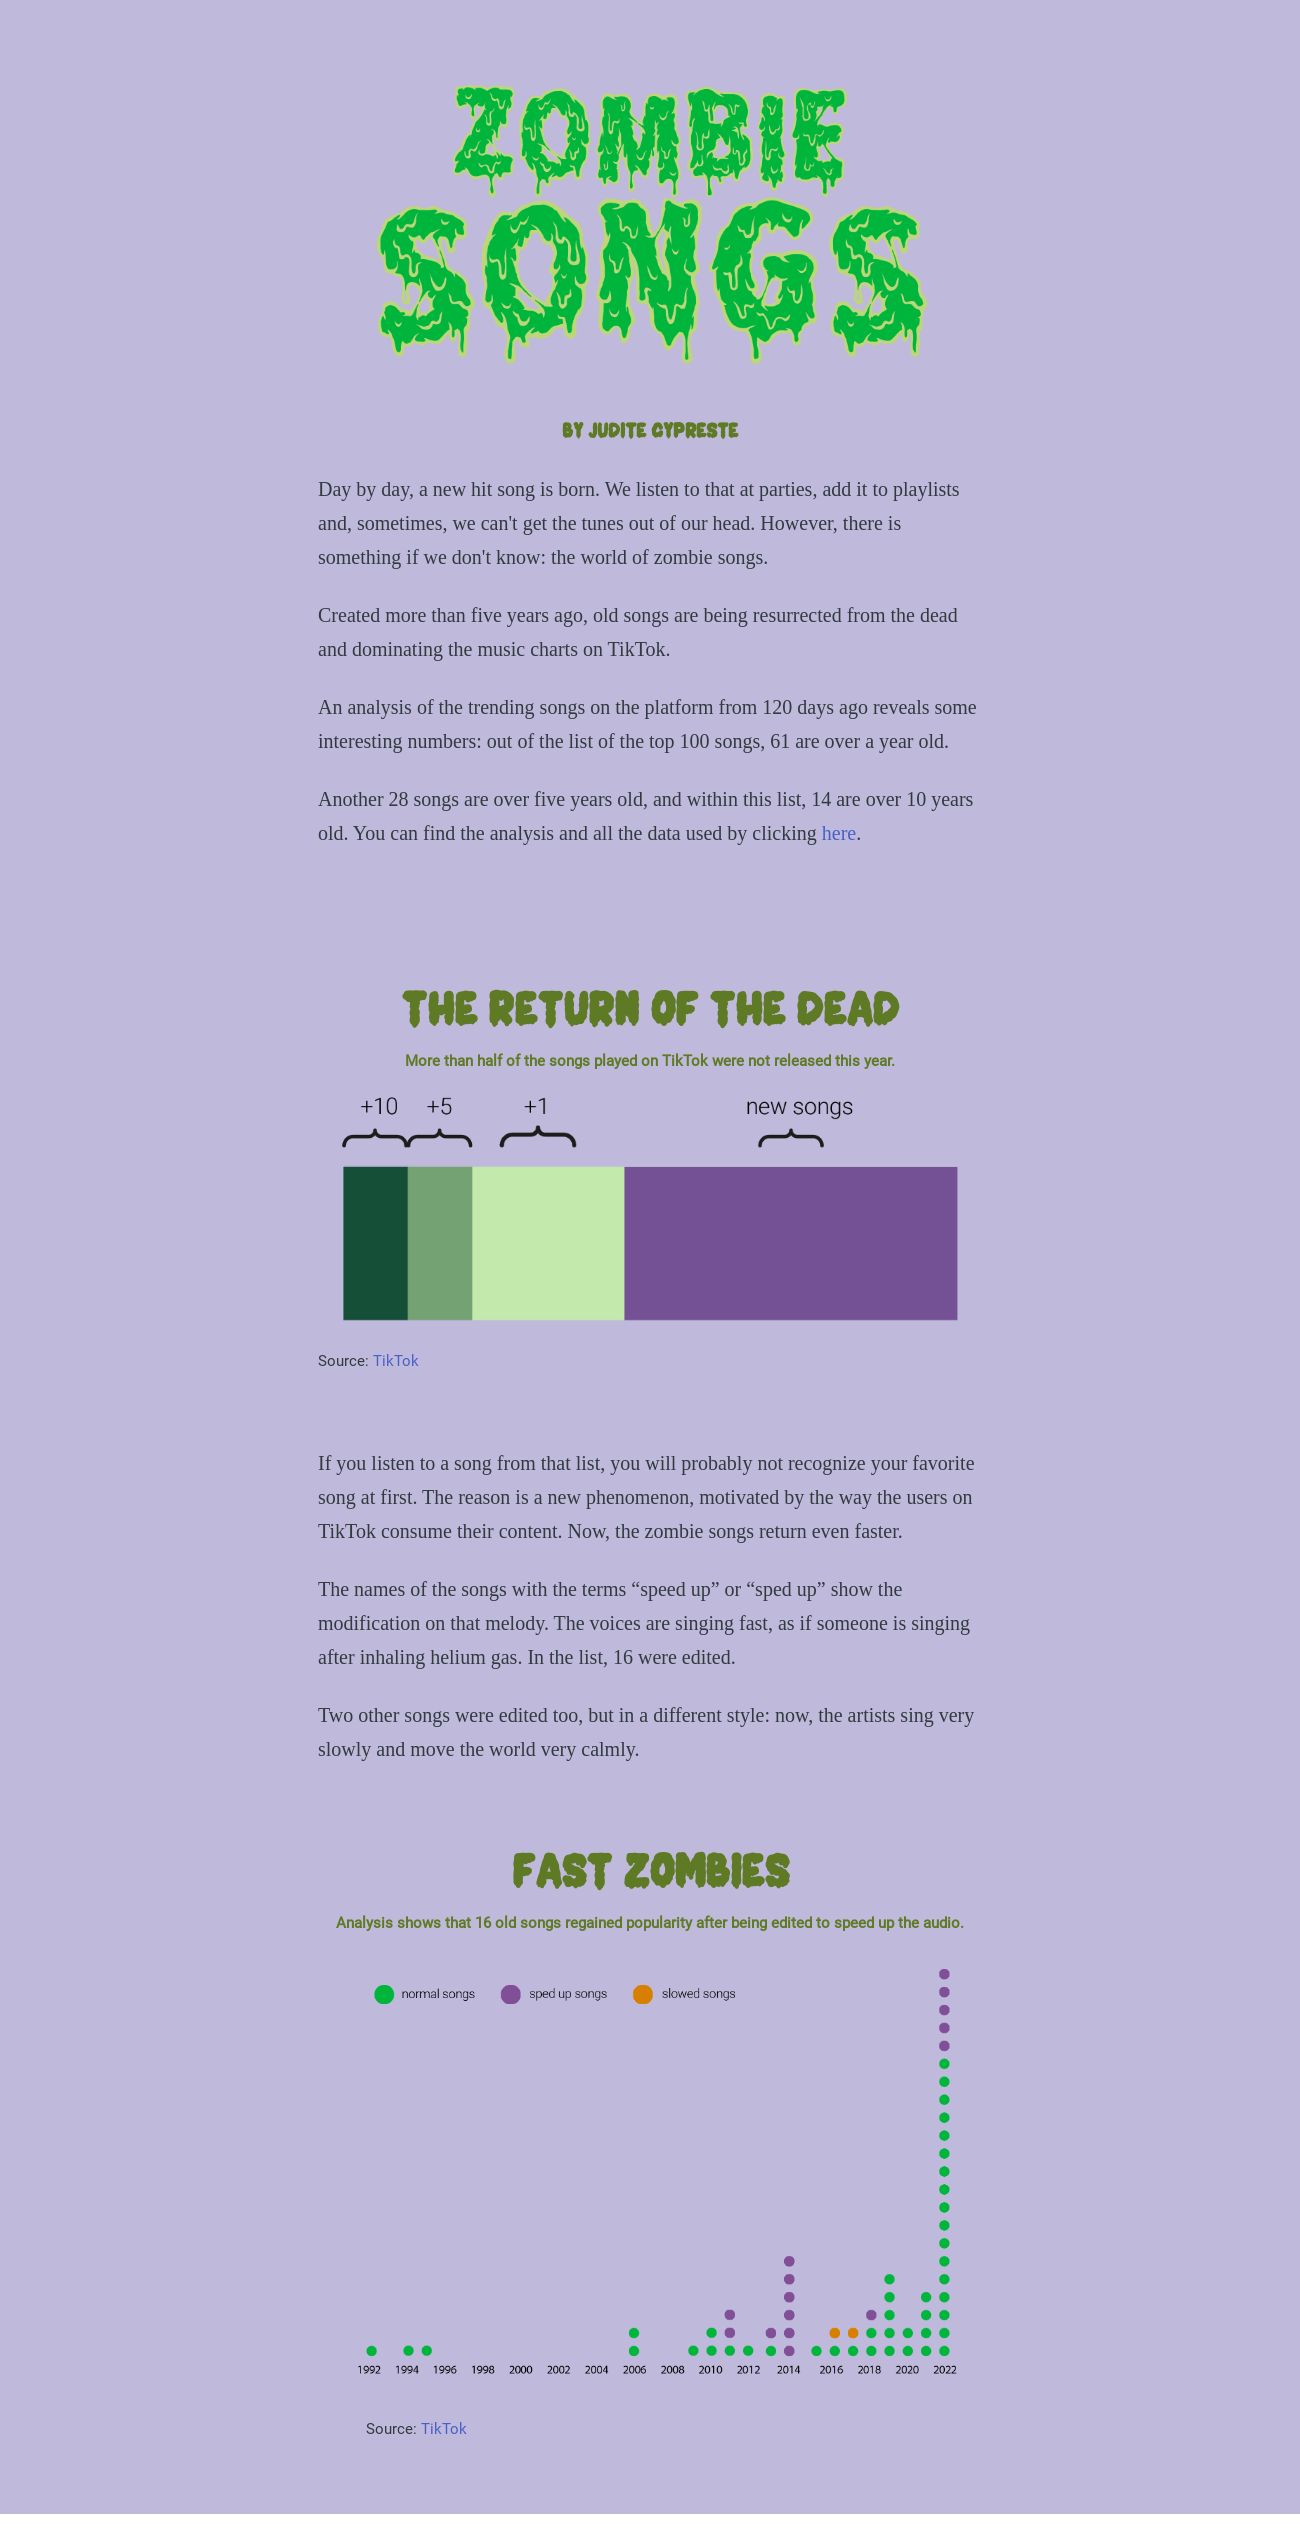 ZOMBIE
SONGS
BY JUDITE CYPRESTE
Day by day, a new hit song is born. We listen to that at parties, add it to playlists
and, sometimes, we can't get the tunes out of our head. However, there is
something if we don't know: the world of zombie songs.
Created more than five years ago, old songs are being resurrected from the dead
and dominating the music charts on TikTok.
An analysis of the trending songs on the platform from 120 days ago reveals some
interesting numbers: out of the list of the top 100 songs, 61 are over a year old.
Another 28 songs are over five years old, and within this list, 14 are over 10 years
old. You can find the analysis and all the data used by clicking here.
THE RETURN OF THE DEAD
More than half of the songs played on TikTok were not released this year.
+10 +5 +1 new songs
Source: TikTok
If you listen to a song from that list, you will probably not recognize your favorite
song at first. The reason is a new phenomenon, motivated by the way the users on
TikTok consume their content. Now, the zombie songs return even faster.
The names of the songs with the terms “speed up” or “sped up” show the
modification on that melody. The voices are singing fast, as if someone is singing
after inhaling helium gas. In the list, 16 were edited.
Two other songs were edited too, but in a different style: now, the artists sing very
slowly and move the world very calmly.
FAST ZOMBIES
Analysis shows that 16 old songs regained popularity after being edited to speed up the audio.
normal songs sped up songs slowed songs
1992 1994 1996 1998 2000 2002 2004 2006 2008 2010 2012 2014 2016 2018 2020 2022
Source: TikTok